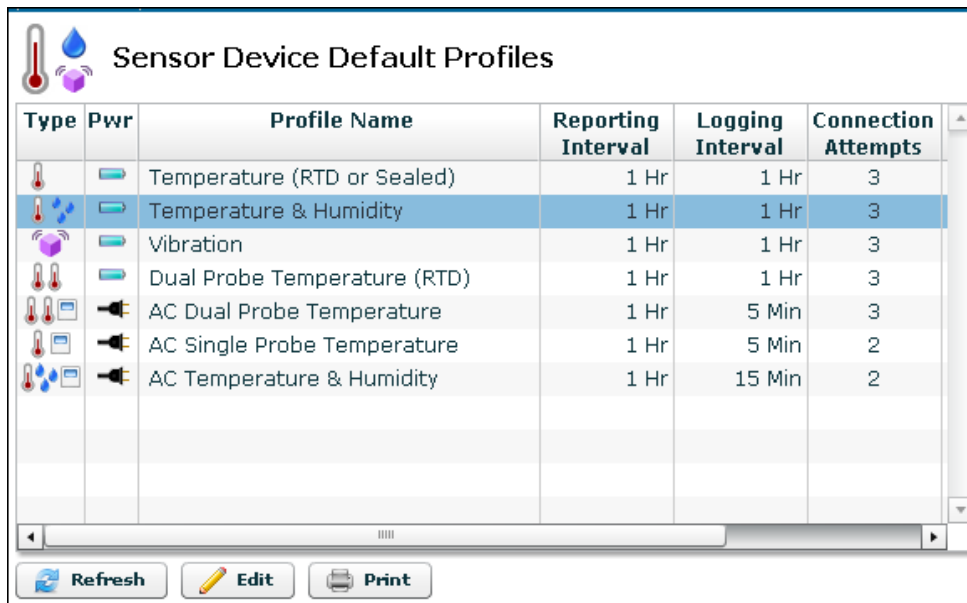 Sensor Device Default Profiles
Type Pwr Profile Name Reporting Interval Logging Interval Connection Attempts
Temperature (RTD or Sealed) 1 Hr 1 Hr 3
Temperature & Humidity 1 Hr 1 Hr 3
Vibration 1 Hr 1 Hr 3
Dual Probe Temperature (RTD) 1 Hr 1 Hr 3
AC Dual Probe Temperature 1 Hr 5 Min 3
AC Single Probe Temperature 1 Hr 5 Min 2
AC Temperature & Humidity 1 Hr 15 Min 2
Refresh Edit Print